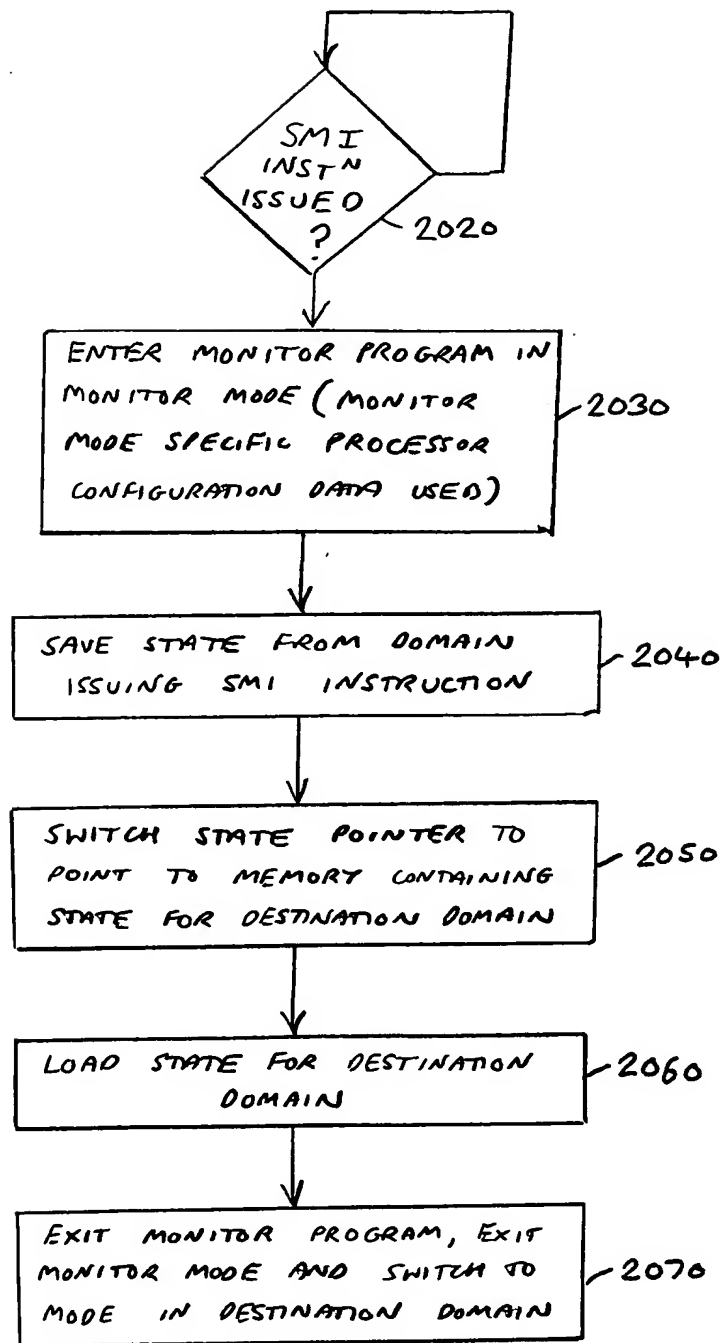 SMI
INSTN
ISSUED
?
2020
ENTER MONITOR PROGRAM IN
MONITOR MODE (MONITOR
MODE SPECIFIC PROCESSOR
CONFIGURATION DATA USED)
2030
SAVE STATE FROM DOMAIN
ISSUING SMI INSTRUCTION
2040
SWITCH STATE POINTER TO
POINT TO MEMORY CONTAINING
STATE FOR DESTINATION DOMAIN
2050
LOAD STATE FOR DESTINATION
DOMAIN
2060
EXIT MONITOR PROGRAM, EXIT
MONITOR MODE AND SWITCH TO
MODE IN DESTINATION DOMAIN
2070